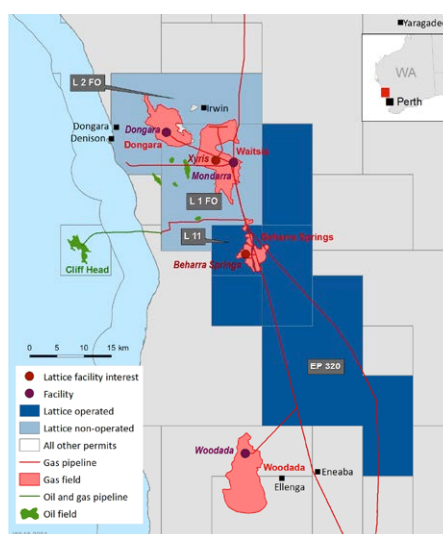 Yaragadee
WA
Perth
L 2 FO
Irwin
Dongara
Denison
Dongara
Dongara
Xyris
Waitsia
Mondarra
L 1 FO
L 11
Beharra Springs
Beharra Springs
Cliff Head
0 5 10 15 km
EP 320
Lattice facility interest
Facility
Lattice operated
Lattice non-operated
All other permits
Gas pipeline
Gas field
Oil and gas pipeline
Oil field
Woodada
Woodada
Eneaba
Ellenga